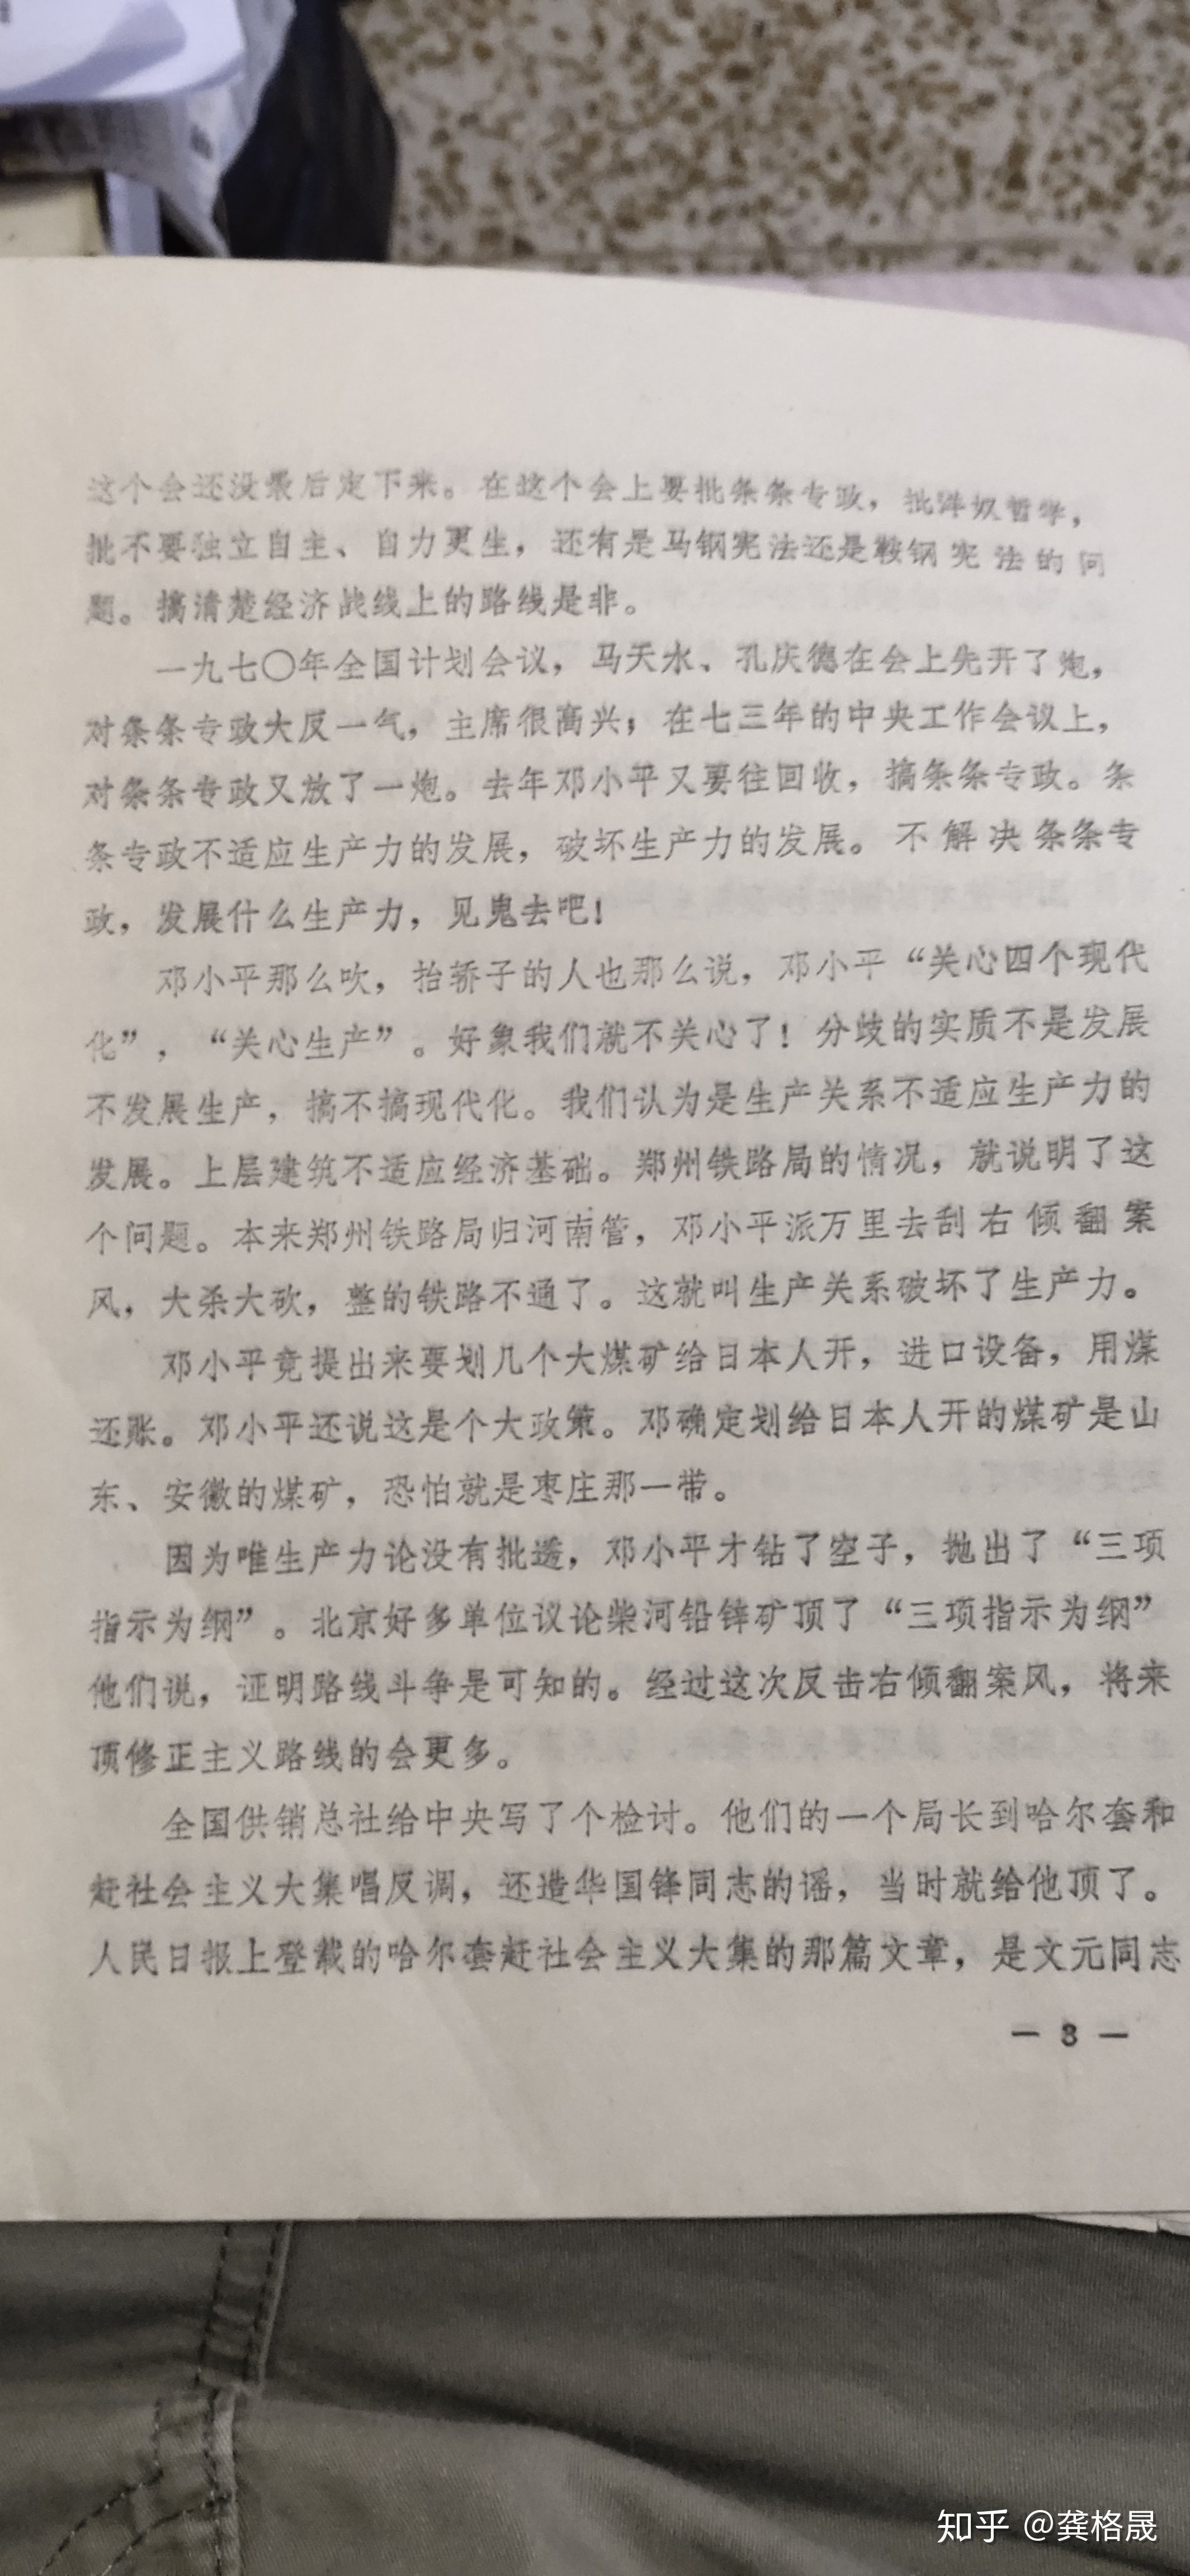 这个会还没最后定下来。在这个会上要批条条专政，批洋奴哲学，
批不要独立自主、自力更生，还有是马钢宪法还是鞍钢宪法的问
题。搞清楚经济战线上的路线是非。
一九七〇年全国计划会议，马天水、孔庆德在会上先开了炮，
对条条专政大反一气，主席很高兴；在七三年的中央工作会议上，
对条条专政又放了一炮。去年邓小平又要往回收，搞条条专政。条
条专政不适应生产力的发展，破坏生产力的发展。不解决条条专
政，发展什么生产力，见鬼去吧！
邓小平那么吹，抬轿子的人也那么说，邓小平“关心四个现代
化”，“关心生产”。好象我们就不关心了！分歧的实质不是发展
不发展生产，搞不搞现代化。我们认为是生产关系不适应生产力的
发展。上层建筑不适应经济基础。郑州铁路局的情况，就说明了这
个问题。本来郑州铁路局归河南管，邓小平派万里去刮右倾翻案
风，大杀大砍，整的铁路不通了。这就叫生产关系破坏了生产力。
邓小平竟提出来要划几个大煤矿给日本人开，进口设备，用煤
还账。邓小平还说这是个大政策。邓确定划给日本人开的煤矿是山
东、安徽的煤矿，恐怕就是枣庄那一带。
因为唯生产力论没有批透，邓小平才钻了空子，抛出了“三项
指示为纲”。北京好多单位议论柴河铅锌矿顶了“三项指示为纲”
他们说，证明路线斗争是可知的。经过这次反击右倾翻案风，将来
顶修正主义路线的会更多。
全国供销总社给中央写了个检讨。他们的一个局长到哈尔套和
赶社会主义大集唱反调，还造华国锋同志的谣，当时就给他顶了。
人民日报上登载的哈尔套赶社会主义大集的那篇文章，是文元同志
— 3 —
知乎 @龚格晟